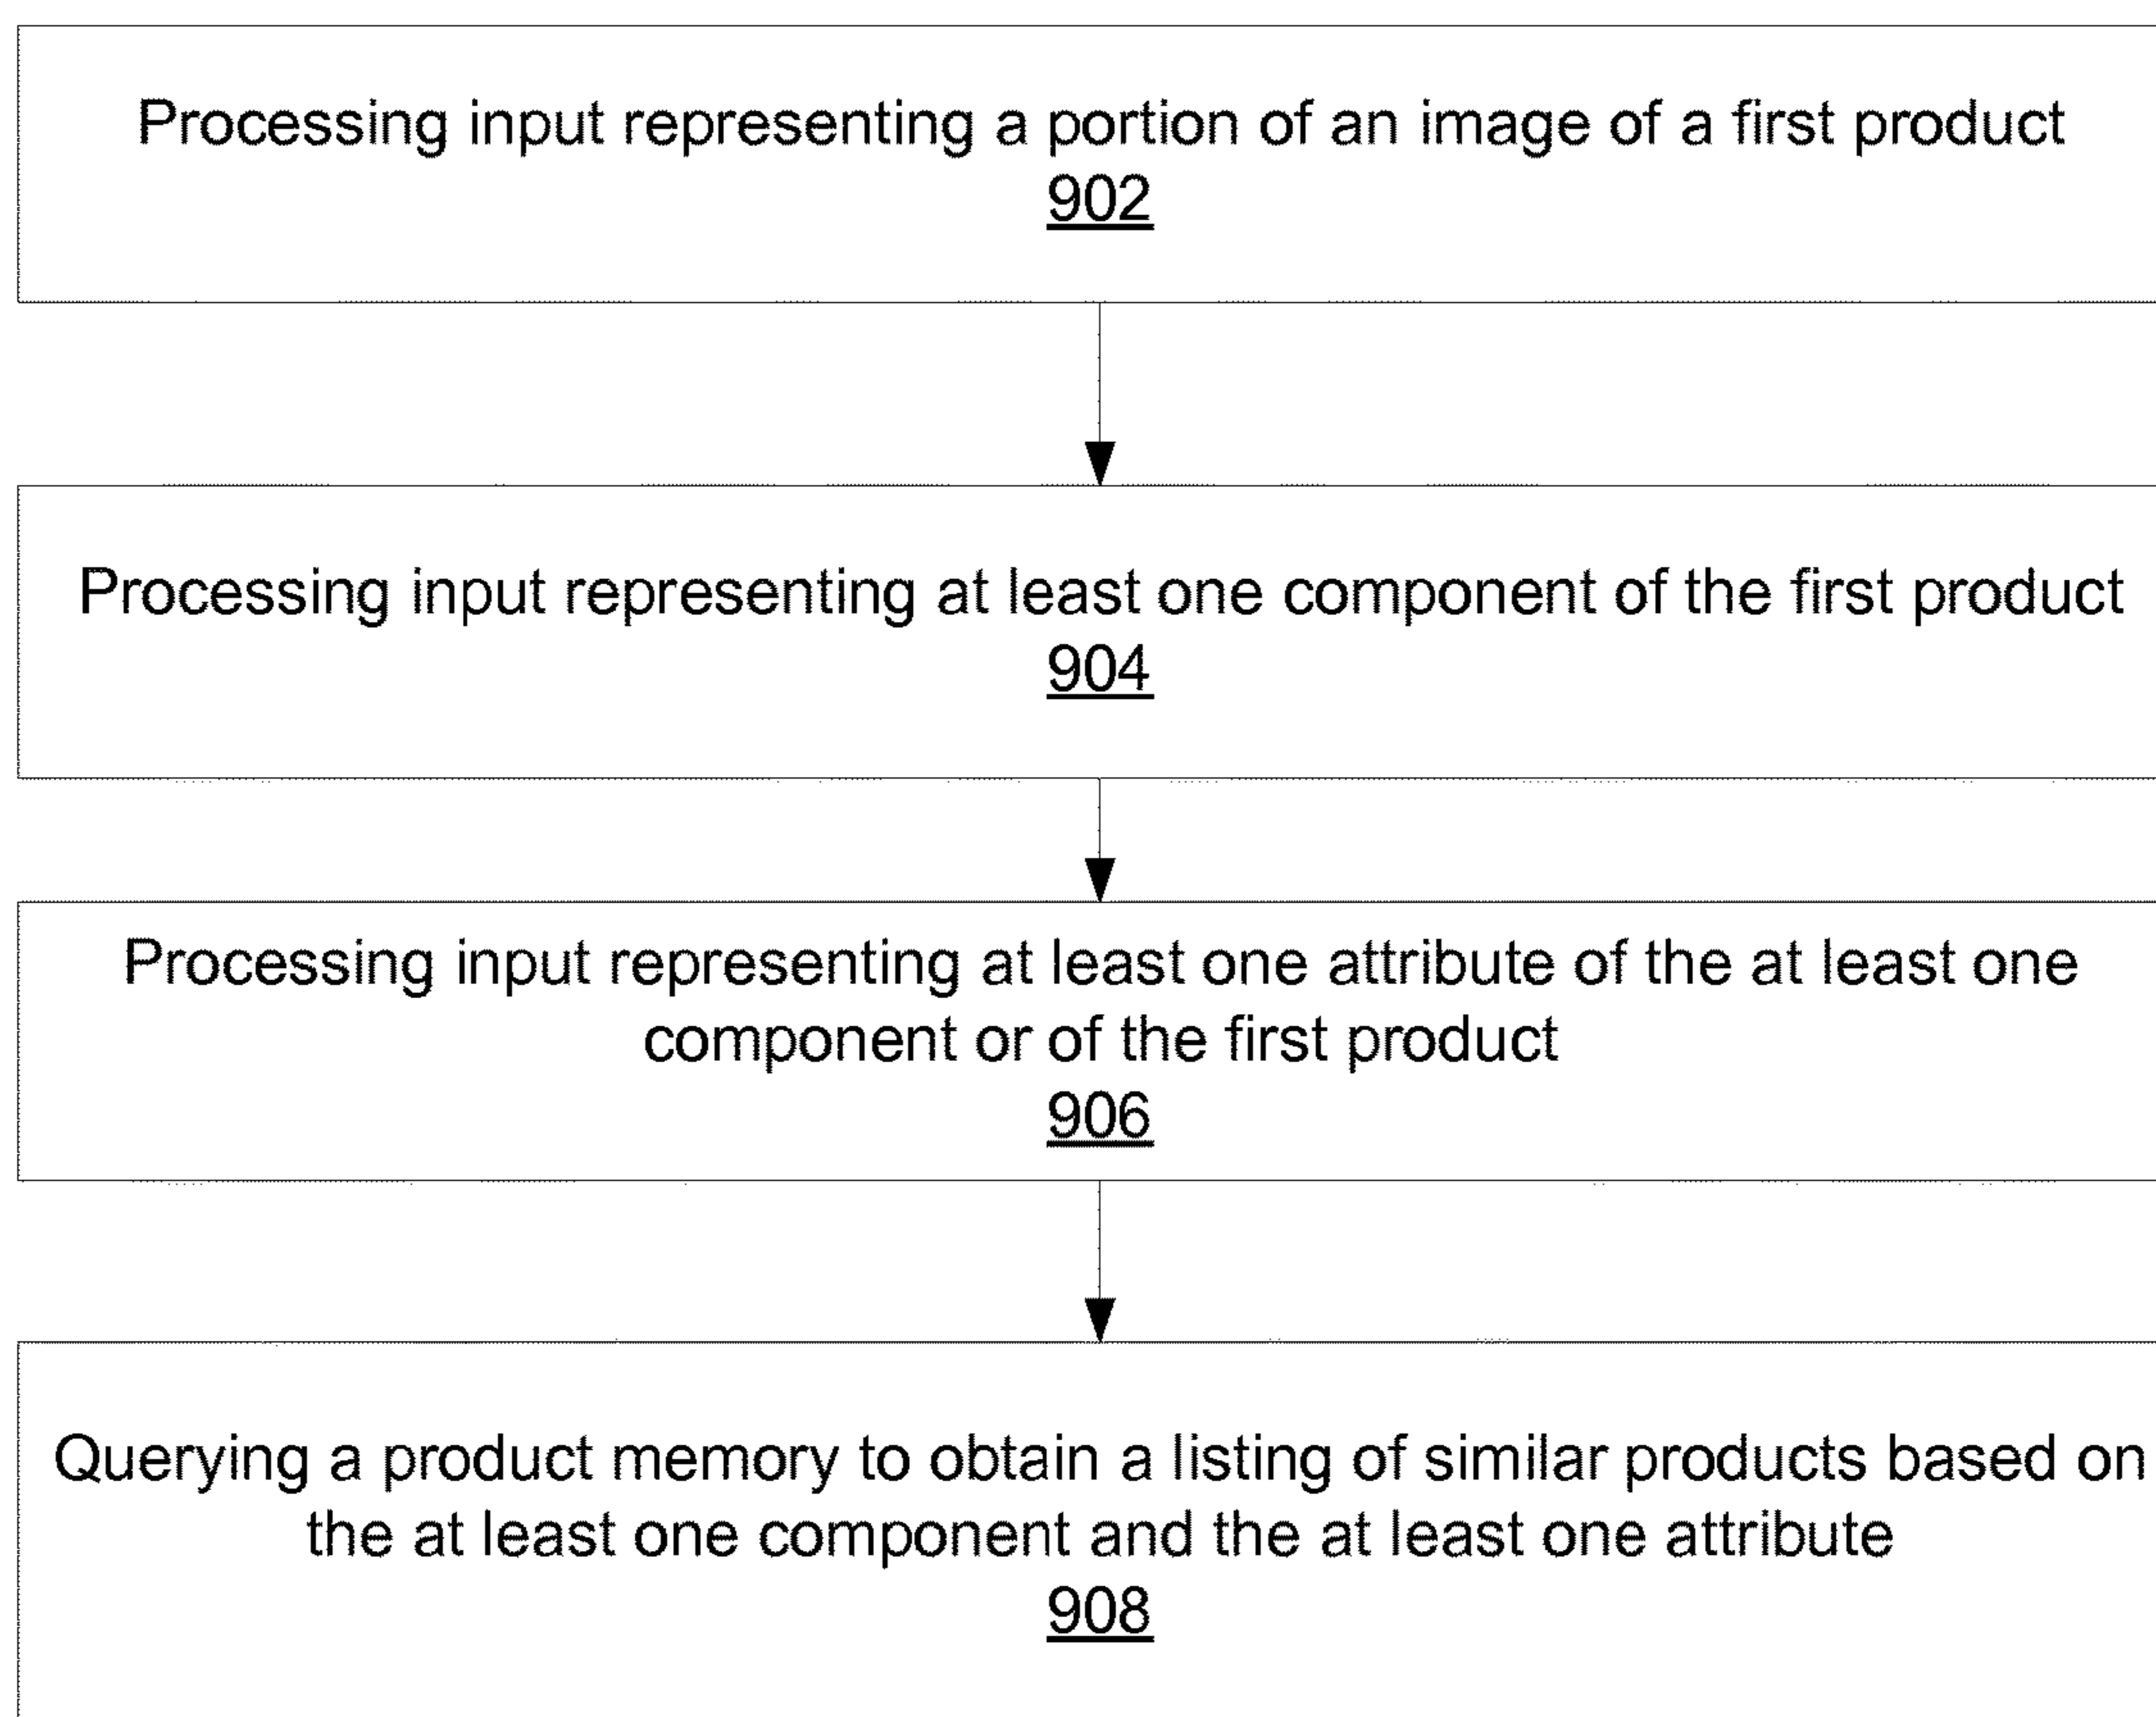 Processing input representing a portion of an image of a first product
902
Processing input representing at least one component of the first product
904
Processing input representing at least one attribute of the at least one
component or of the first product
906
Querying a product memory to obtain a listing of similar products based on
the at least one component and the at least one attribute
908